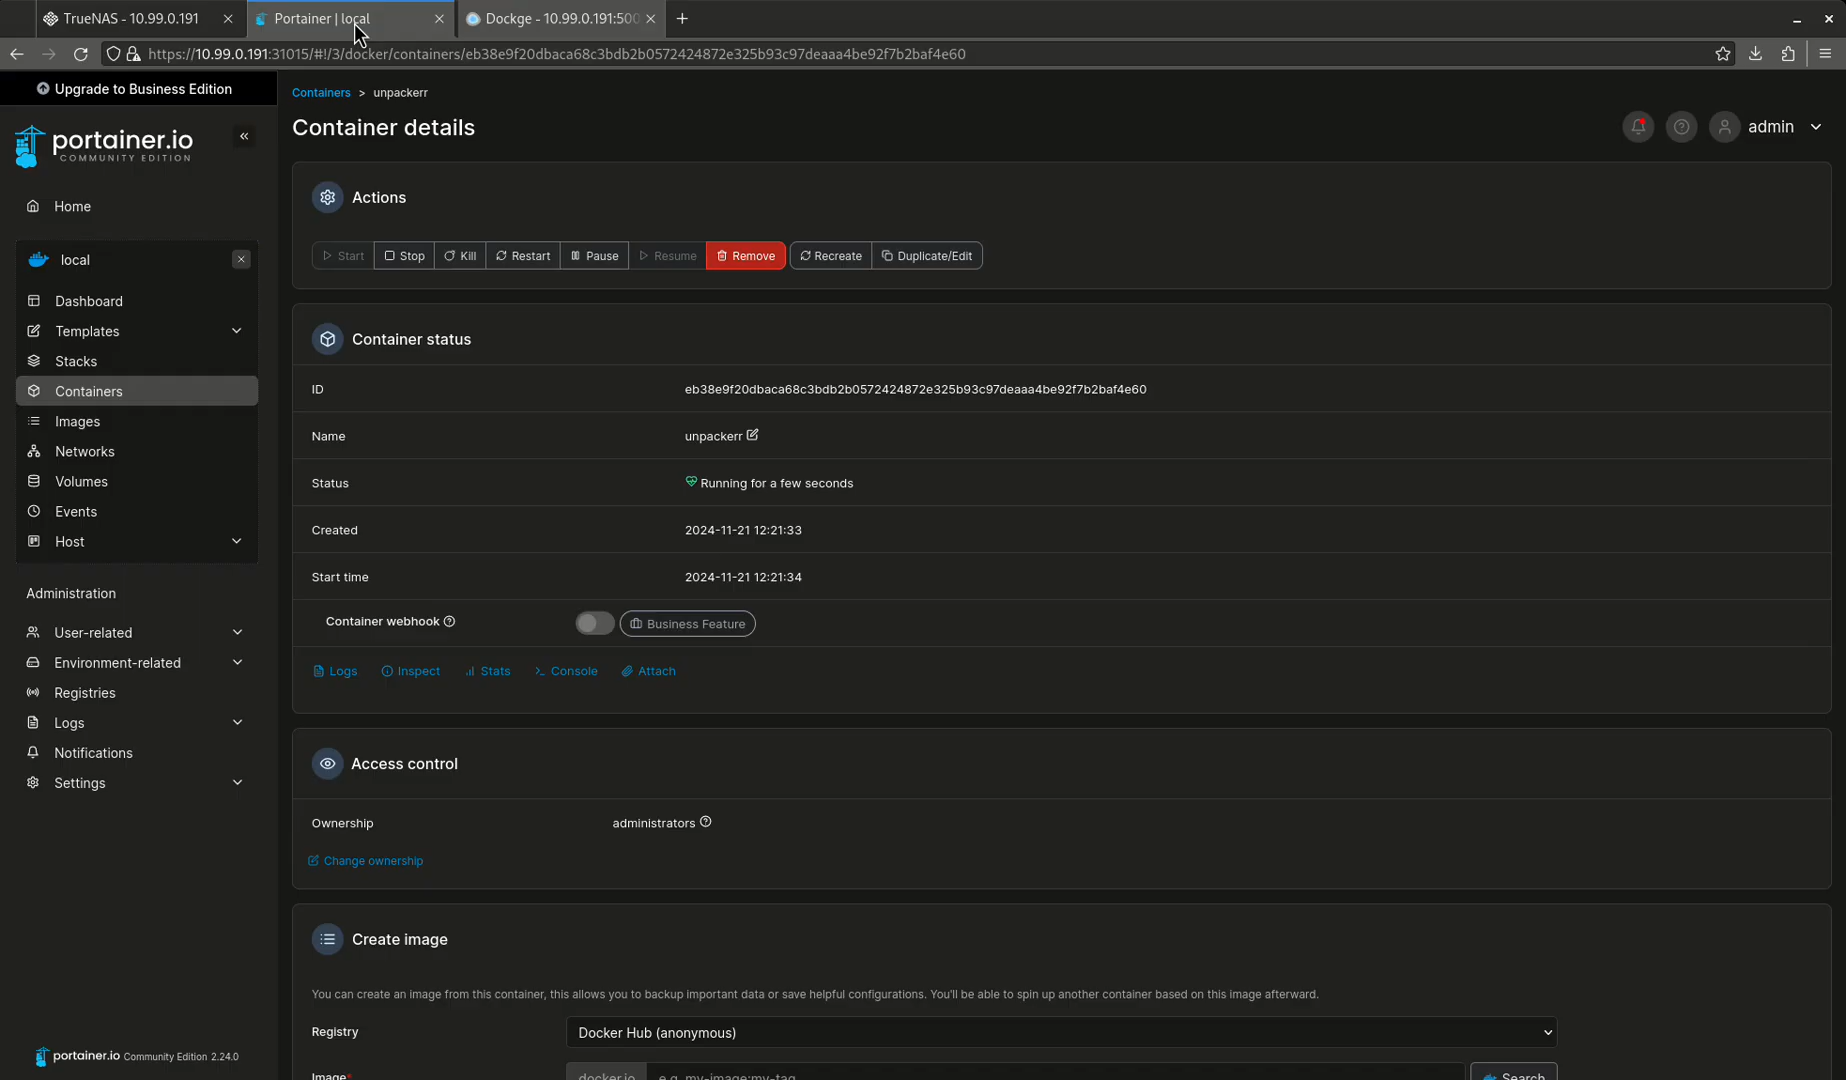 TrueNAS - 10.99.0.191
Portainer | local
Dockge - 10.99.0.191:500
https://10.99.0.191:31015/#!/3/docker/containers/eb38e9f20dbaca68c3bdb2b0572424872e325b93c97deaaa4be92f7b2baf4e60
Upgrade to Business Edition
portainer.io
COMMUNITY EDITION
Home
local
Dashboard
Templates
Stacks
Containers
Images
Networks
Volumes
Events
Host
Administration
User-related
Environment-related
Registries
Logs
Notifications
Settings
portainer.io Community Edition 2.24.0
Containers > unpackerr
Container details
admin
Actions
Start Stop Kill Restart Pause Resume Remove Recreate Duplicate/Edit
Container status
ID eb38e9f20dbaca68c3bdb2b0572424872e325b93c97deaaa4be92f7b2baf4e60
Name unpackerr
Status Running for a few seconds
Created 2024-11-21 12:21:33
Start time 2024-11-21 12:21:34
Container webhook Business Feature
Logs Inspect Stats Console Attach
Access control
Ownership administrators
Change ownership
Create image
You can create an image from this container, this allows you to backup important data or save helpful configurations. You'll be able to spin up another container based on this image afterward.
Registry Docker Hub (anonymous)
Image* docker.io e.g. my-image:my-tag Search